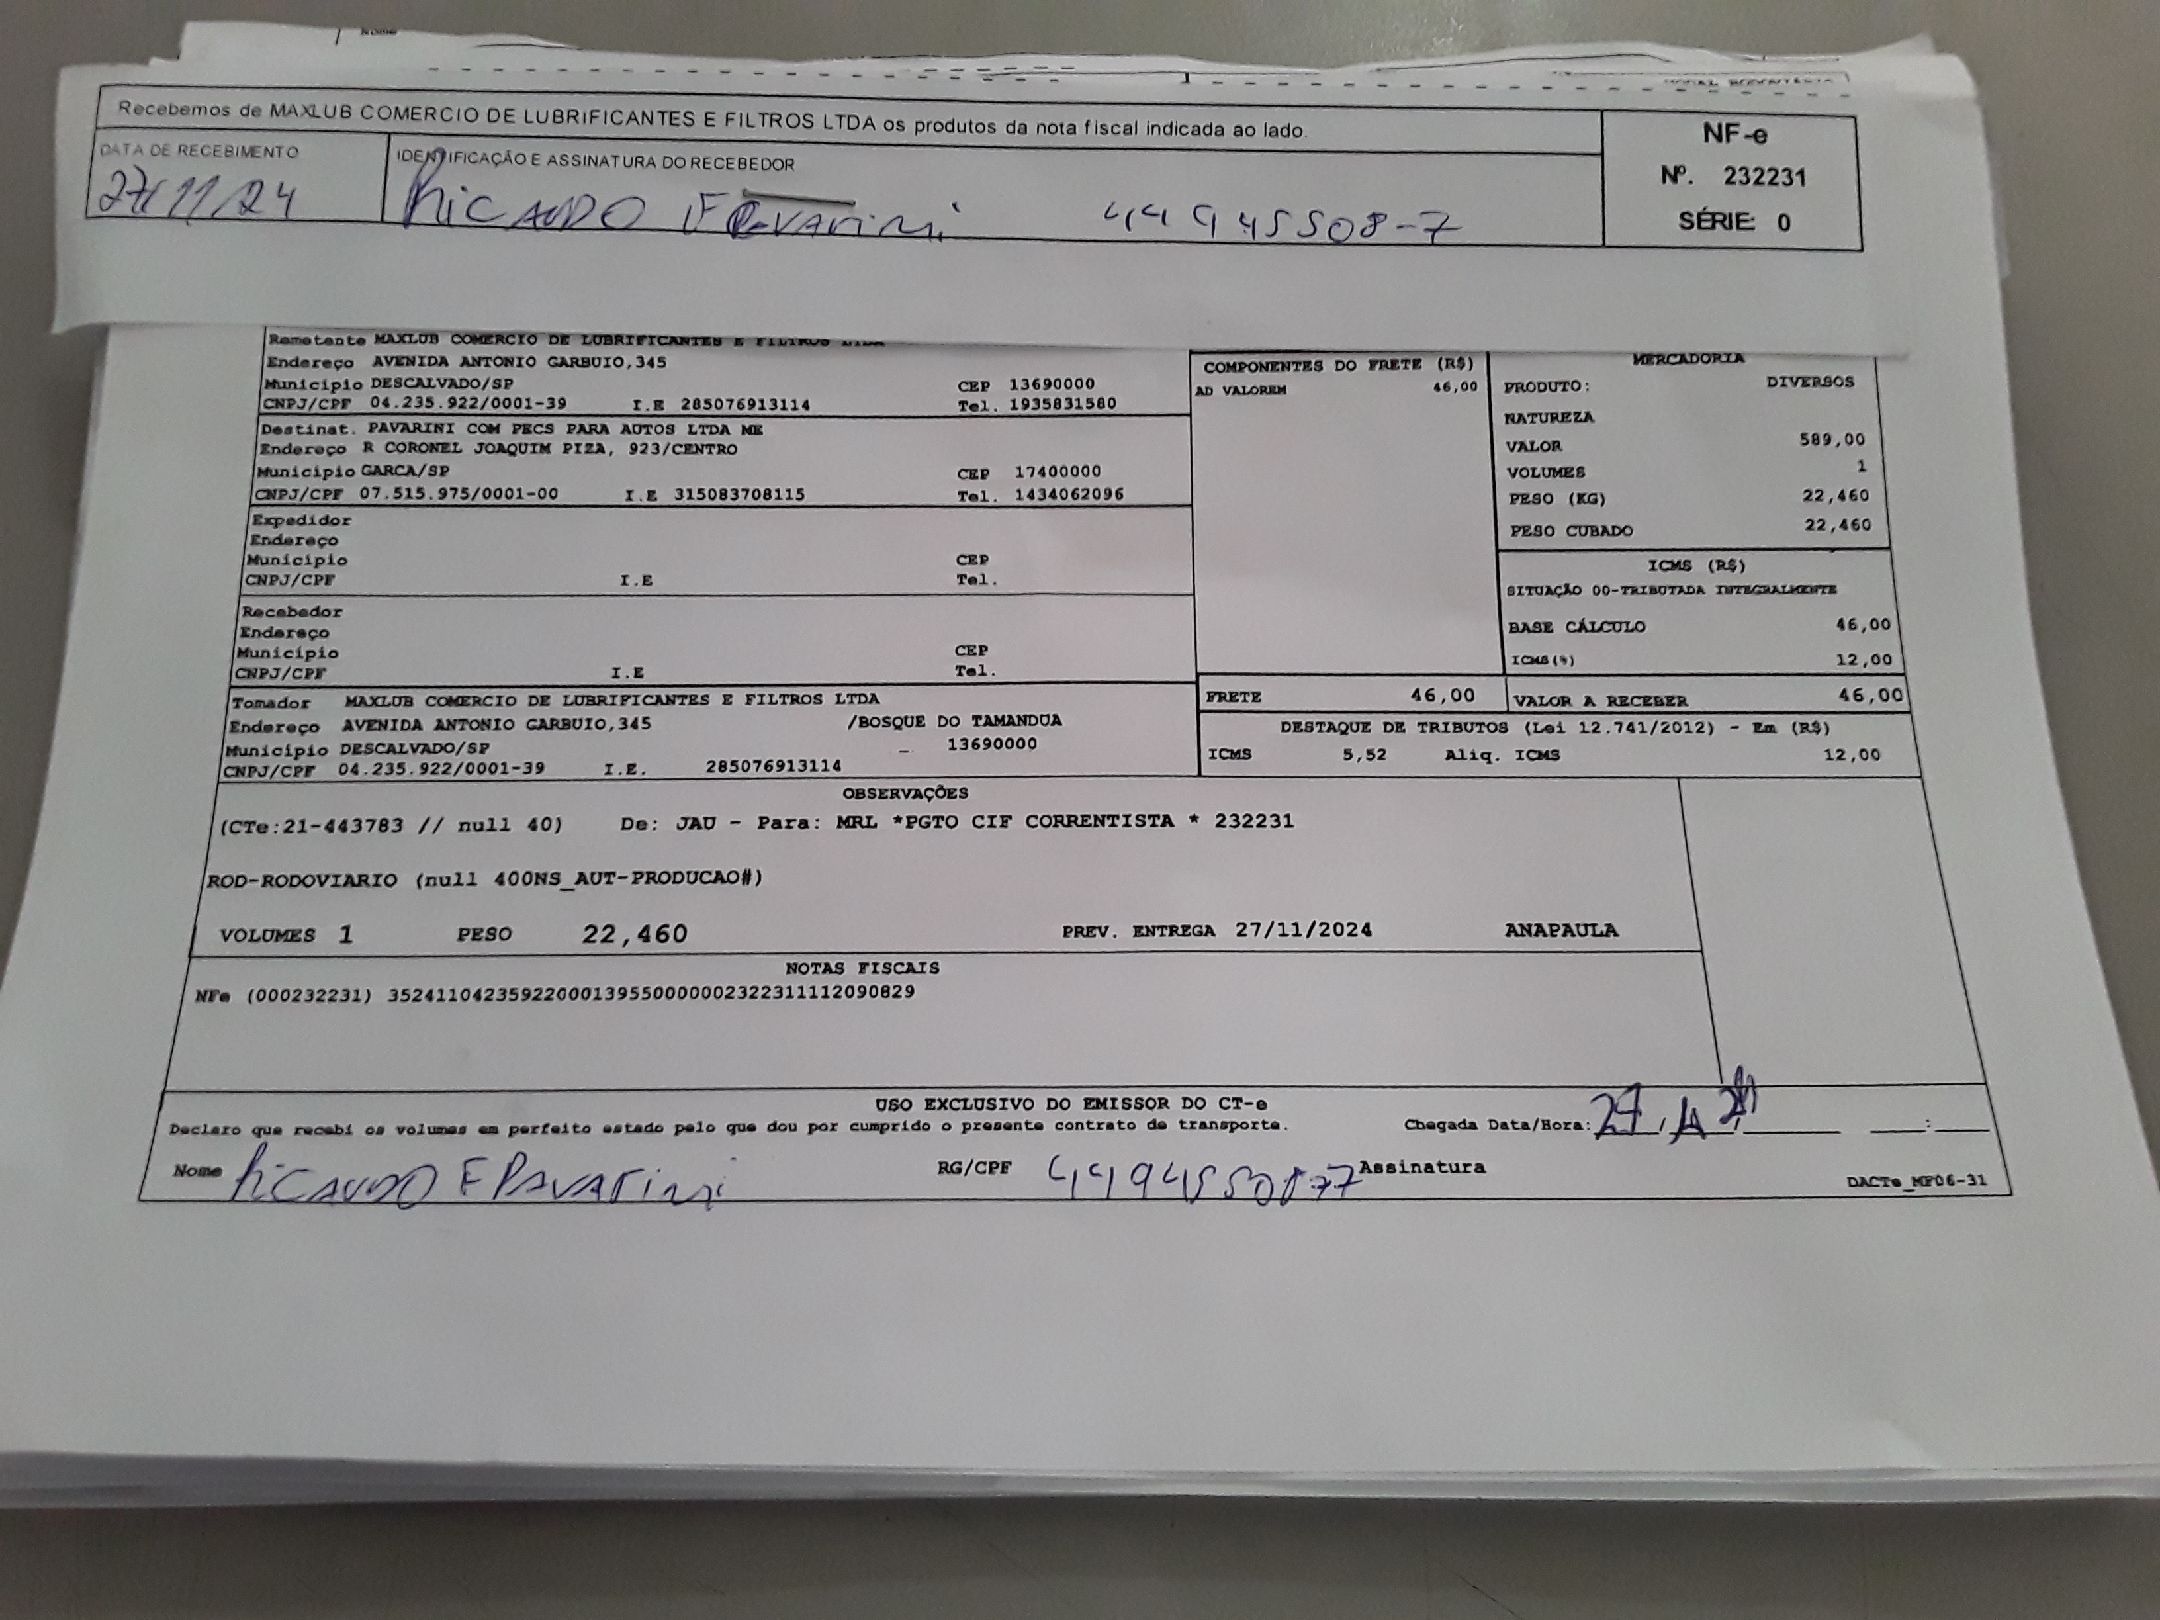 Nome
Recebemos de MAXLUB COMERCIO DE LUBRIFICANTES E FILTROS LTDA os produtos da nota fiscal indicada ao lado.
NF-e
Nº. 232231
SÉRIE: 0
DATA DE RECEBIMENTO
27/11/24
IDENTIFICAÇÃO E ASSINATURA DO RECEBEDOR
RICARDO F PAVARINI 44945508-7
Remetente MAXLUB COMERCIO DE LUBRIFICANTES E FILTROS LTDA
Endereço AVENIDA ANTONIO GARBUIO,345
Município DESCALVADO/SP CEP 13690000
CNPJ/CPF 04.235.922/0001-39 I.E 285076913114 Tel. 1935831580
Destinat. PAVARINI COM PECS PARA AUTOS LTDA ME
Endereço R CORONEL JOAQUIM PIZA, 923/CENTRO
Município GARCA/SP CEP 17400000
CNPJ/CPF 07.515.975/0001-00 I.E 315083708115 Tel. 1434062096
Expedidor
Endereço
Município CEP
CNPJ/CPF I.E Tel.
Recebedor
Endereço
Município CEP
CNPJ/CPF I.E Tel.
Tomador MAXLUB COMERCIO DE LUBRIFICANTES E FILTROS LTDA
Endereço AVENIDA ANTONIO GARBUIO,345 /BOSQUE DO TAMANDUA
Município DESCALVADO/SP _ 13690000
CNPJ/CPF 04.235.922/0001-39 I.E. 285076913114
COMPONENTES DO FRETE (R$)
AD VALOREM 46,00
FRETE 46,00
MERCADORIA
PRODUTO: DIVERSOS
NATUREZA
VALOR 589,00
VOLUMES 1
PESO (KG) 22,460
PESO CUBADO 22,460
ICMS (R$)
SITUAÇÃO 00-TRIBUTADA INTEGRALMENTE
BASE CÁLCULO 46,00
ICMS(%) 12,00
VALOR A RECEBER 46,00
DESTAQUE DE TRIBUTOS (Lei 12.741/2012) - Em (R$)
ICMS 5,52 Aliq. ICMS 12,00
OBSERVAÇÕES
(CTe:21-443783 // null 40) De: JAU - Para: MRL *PGTO CIF CORRENTISTA * 232231
ROD-RODOVIARIO (null 400NS_AUT-PRODUCAO#)
VOLUMES 1 PESO 22,460 PREV. ENTREGA 27/11/2024 ANAPAULA
NOTAS FISCAIS
NFe (000232231) 35241104235922000139550000002322311112090829
USO EXCLUSIVO DO EMISSOR DO CT-e
Declaro que recebi os volumes em perfeito estado pelo que dou por cumprido o presente contrato de transporte. Chegada Data/Hora: 27/11/24 __:__
Nome RICARDO F PAVARINI RG/CPF Assinatura
DACTe_MF06-31